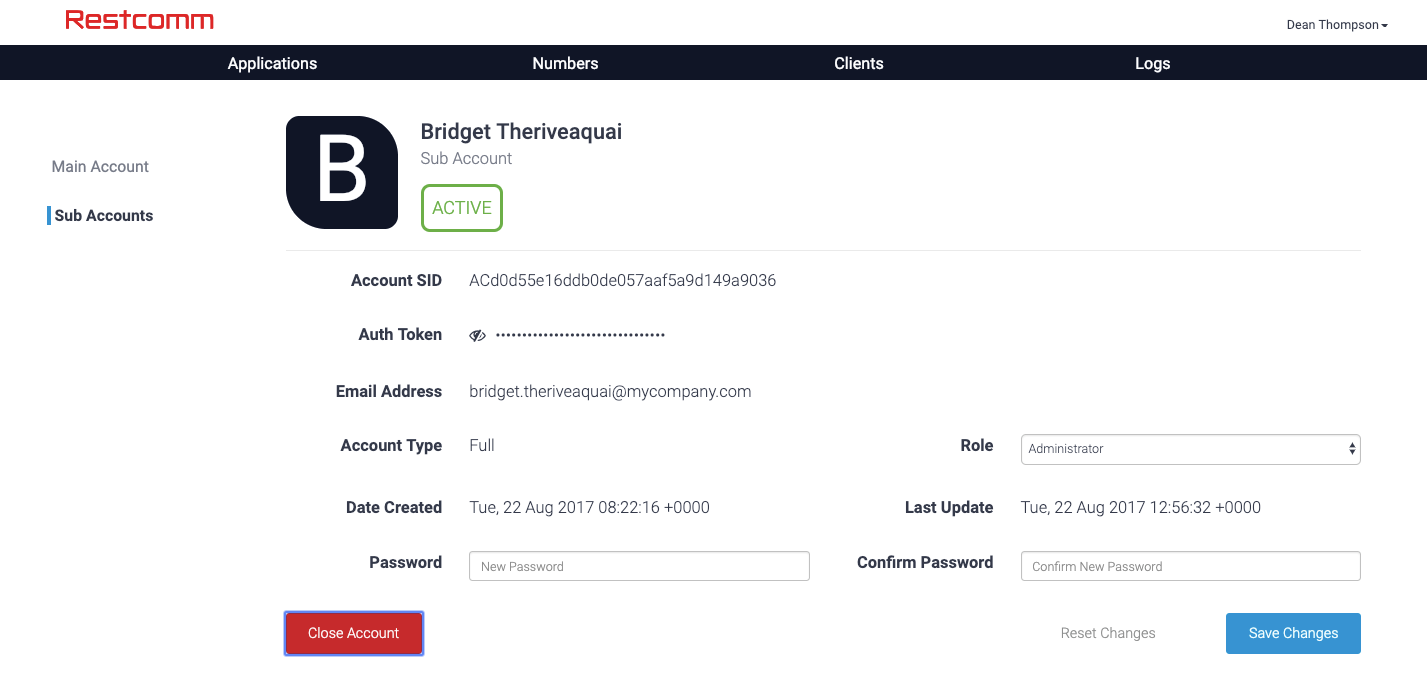 Restcomm
Dean Thompson
Applications Numbers Clients Logs
Main Account
Sub Accounts
B
Bridget Theriveaquai
Sub Account
ACTIVE
Account SID ACd0d55e16ddb0de057aaf5a9d149a9036
Auth Token ••••••••••••••••••••••••••••••••
Email Address bridget.theriveaquai@mycompany.com
Account Type Full Role Administrator
Date Created Tue, 22 Aug 2017 08:22:16 +0000 Last Update Tue, 22 Aug 2017 12:56:32 +0000
Password New Password Confirm Password Confirm New Password
Close Account Reset Changes Save Changes